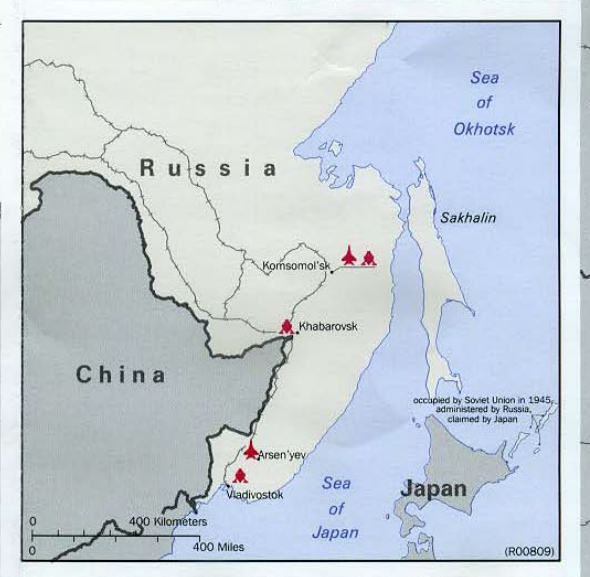 Sea
of
Okhotsk
Russia
Sakhalin
Komsomol'sk
Khabarovsk
China
occupied by Soviet Union in 1945,
administered by Russia,
claimed by Japan
Arsen'yev
Vladivostok
Sea
of
Japan
Japan
0 400 Kilometers
0 400 Miles
(R00809)